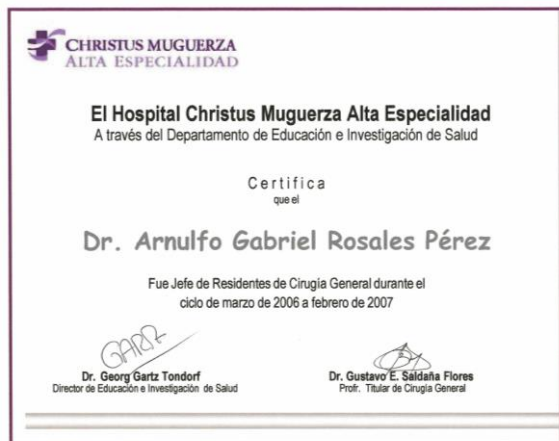 CHRISTUS MUGUERZA
ALTA ESPECIALIDAD
El Hospital Christus Muguerza Alta Especialidad
A través del Departamento de Educación e Investigación de Salud
Certifica
que el
Dr. Arnulfo Gabriel Rosales Pérez
Fue Jefe de Residentes de Cirugía General durante el
ciclo de marzo de 2006 a febrero de 2007
GARTZ
Dr. Georg Gartz Tondorf
Director de Educación e Investigación de Salud
Dr. Gustavo E. Saldaña Flores
Profr. Titular de Cirugía General